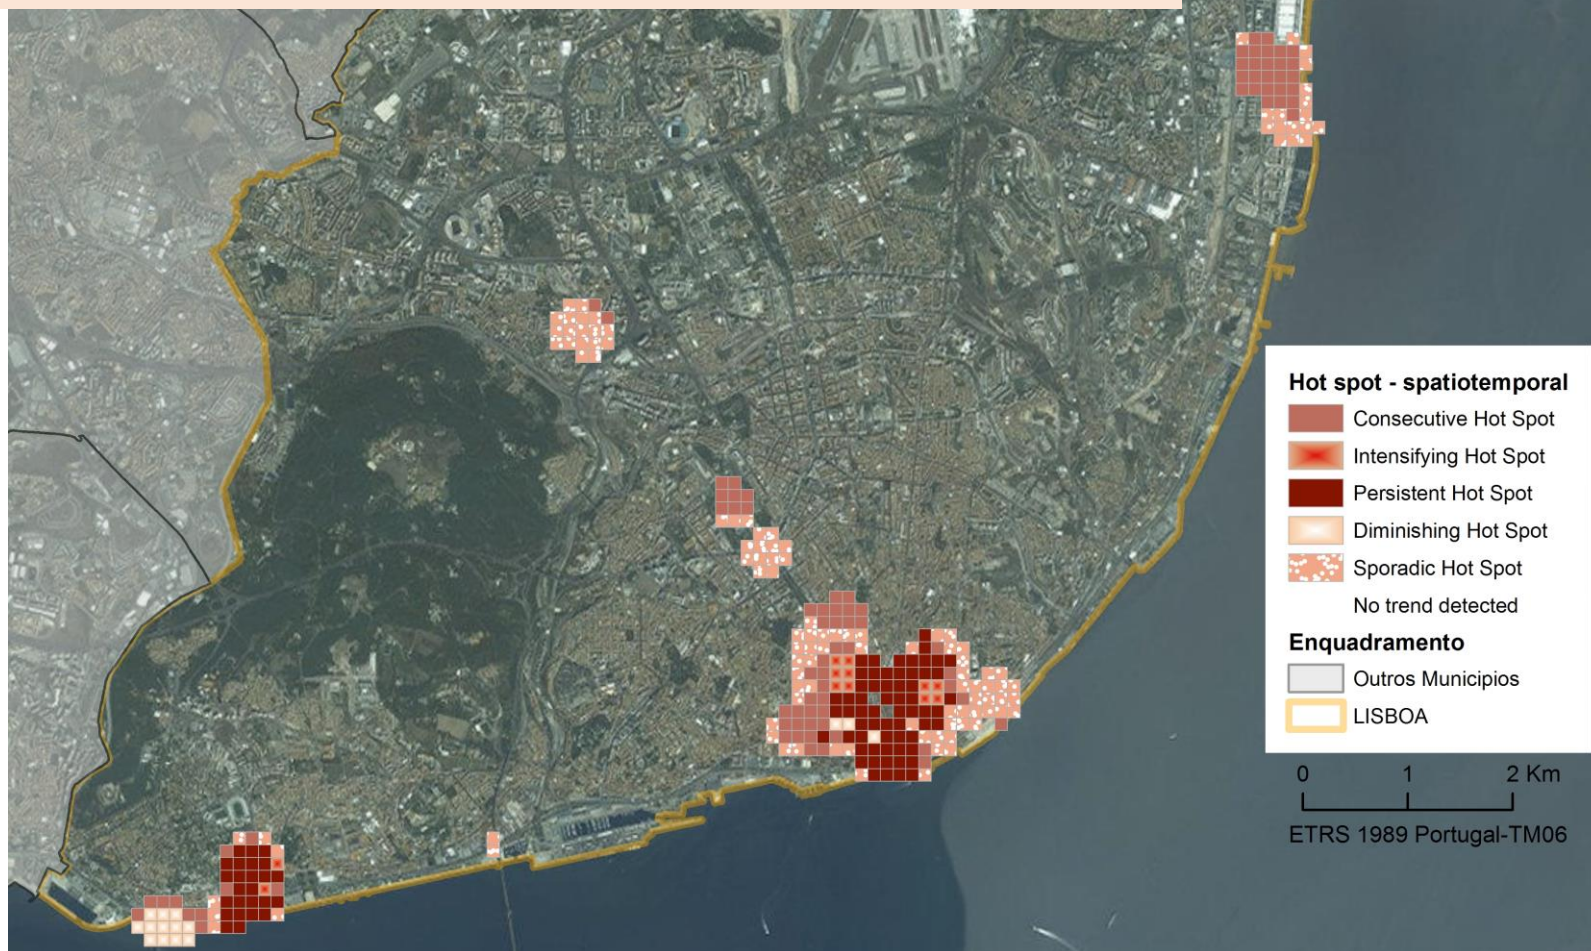 Hot spot - spatiotemporal
Consecutive Hot Spot
Intensifying Hot Spot
Persistent Hot Spot
Diminishing Hot Spot
Sporadic Hot Spot
No trend detected
Enquadramento
Outros Municipios
LISBOA
0 1 2 Km
ETRS 1989 Portugal-TM06